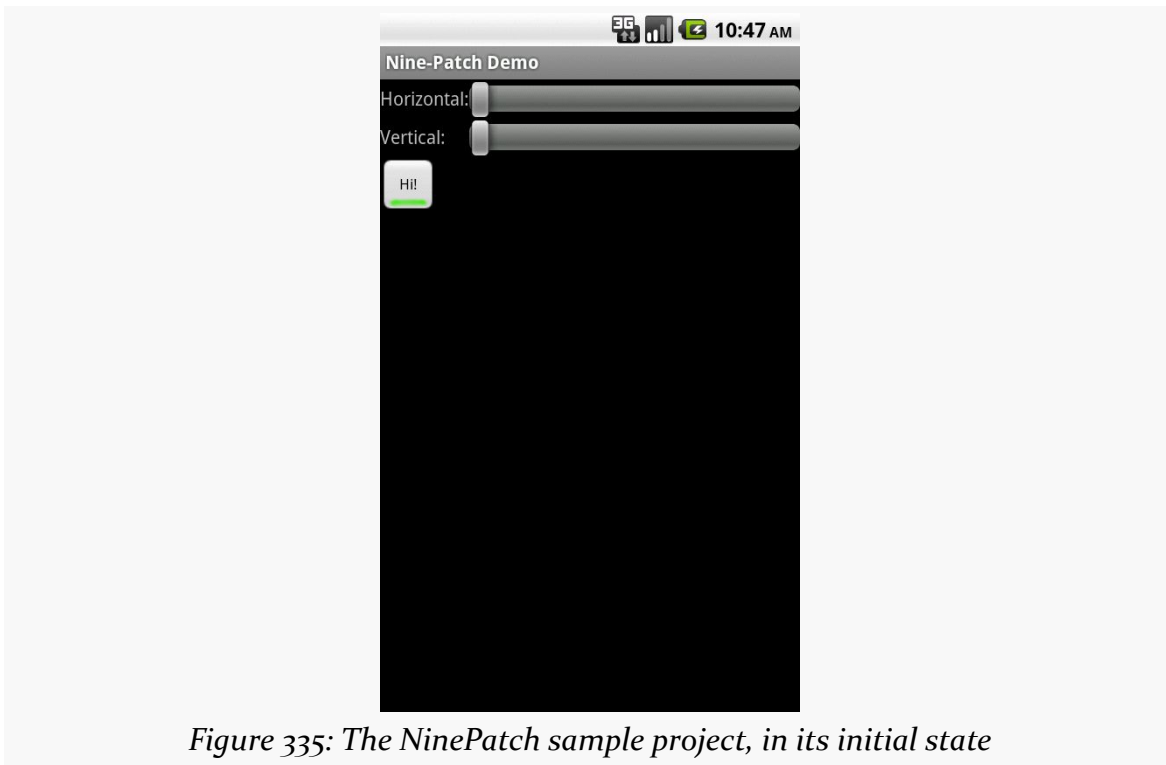 3G 10:47 AM
Nine-Patch Demo
Horizontal:
Vertical:
Hi!
Figure 335: The NinePatch sample project, in its initial state